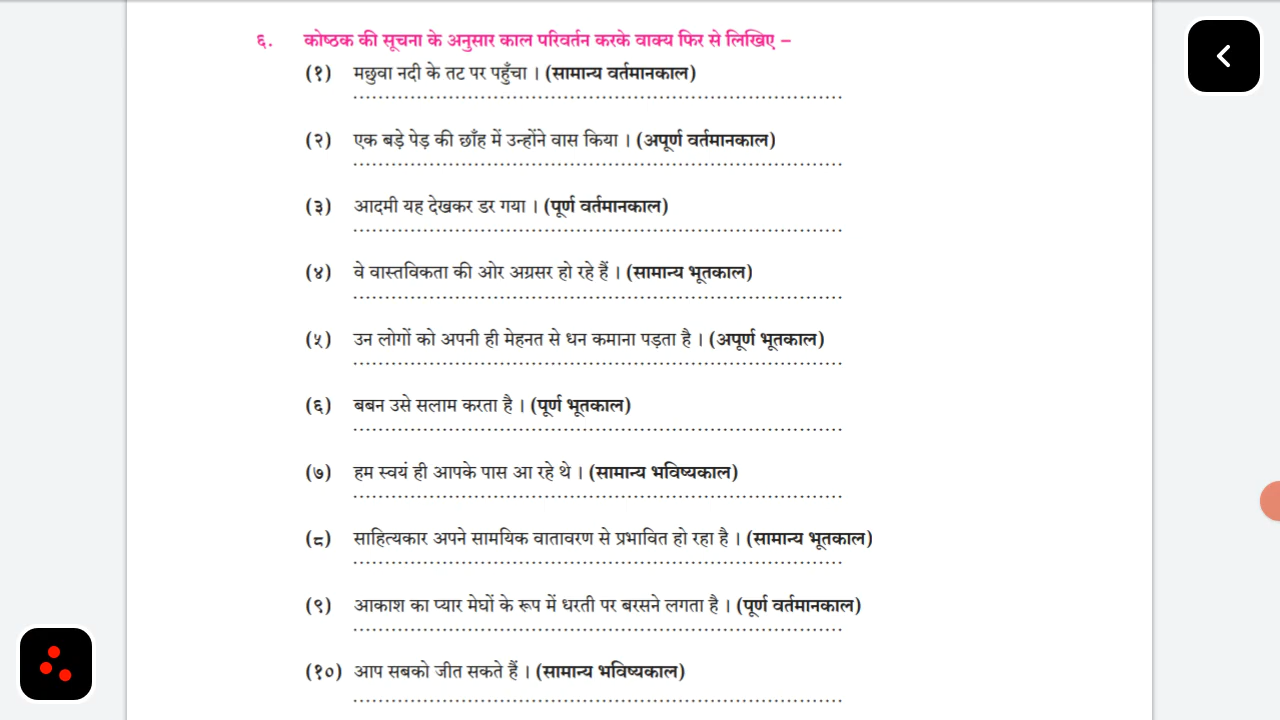 ६. कोष्ठक की सूचना के अनुसार काल परिवर्तन करके वाक्य फिर से लिखिए –
(१) मछुवा नदी के तट पर पहुँचा । (सामान्य वर्तमानकाल)
(२) एक बड़े पेड़ की छाँह में उन्होंने वास किया । (अपूर्ण वर्तमानकाल)
(३) आदमी यह देखकर डर गया । (पूर्ण वर्तमानकाल)
(४) वे वास्तविकता की ओर अग्रसर हो रहे हैं । (सामान्य भूतकाल)
(५) उन लोगों को अपनी ही मेहनत से धन कमाना पड़ता है । (अपूर्ण भूतकाल)
(६) बबन उसे सलाम करता है । (पूर्ण भूतकाल)
(७) हम स्वयं ही आपके पास आ रहे थे । (सामान्य भविष्यकाल)
(८) साहित्यकार अपने सामयिक वातावरण से प्रभावित हो रहा है । (सामान्य भूतकाल)
(९) आकाश का प्यार मेघों के रूप में धरती पर बरसने लगता है । (पूर्ण वर्तमानकाल)
(१०) आप सबको जीत सकते हैं । (सामान्य भविष्यकाल)